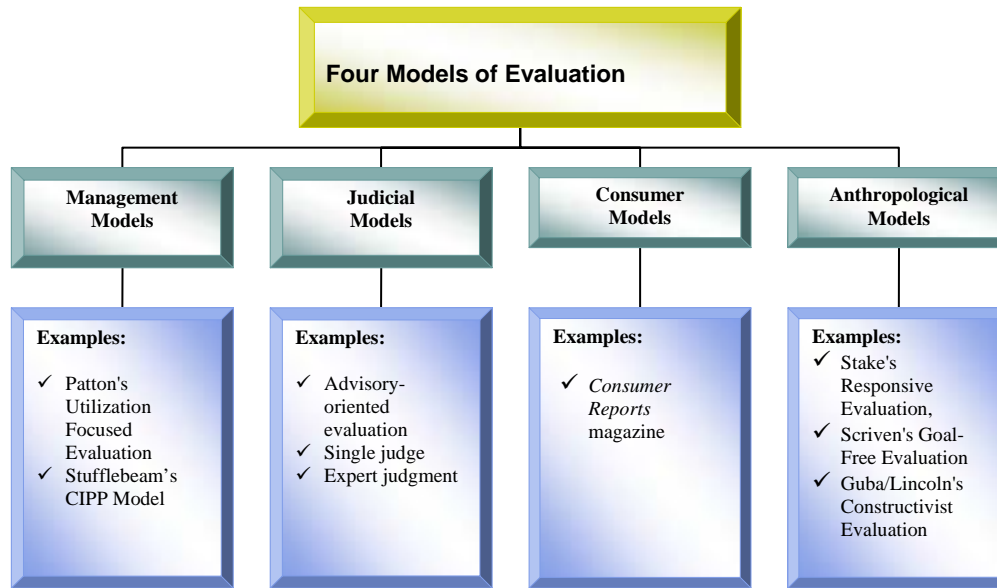 Four Models of Evaluation
Management
Models
Judicial
Models
Consumer
Models
Anthropological
Models
Examples:
✓ Patton's
Utilization
Focused
Evaluation
✓ Stufflebeam’s
CIPP Model
Examples:
✓ Advisory-
oriented
evaluation
✓ Single judge
✓ Expert judgment
Examples:
✓ Consumer
Reports
magazine
Examples:
✓ Stake's
Responsive
Evaluation,
✓ Scriven's Goal-
Free Evaluation
✓ Guba/Lincoln's
Constructivist
Evaluation